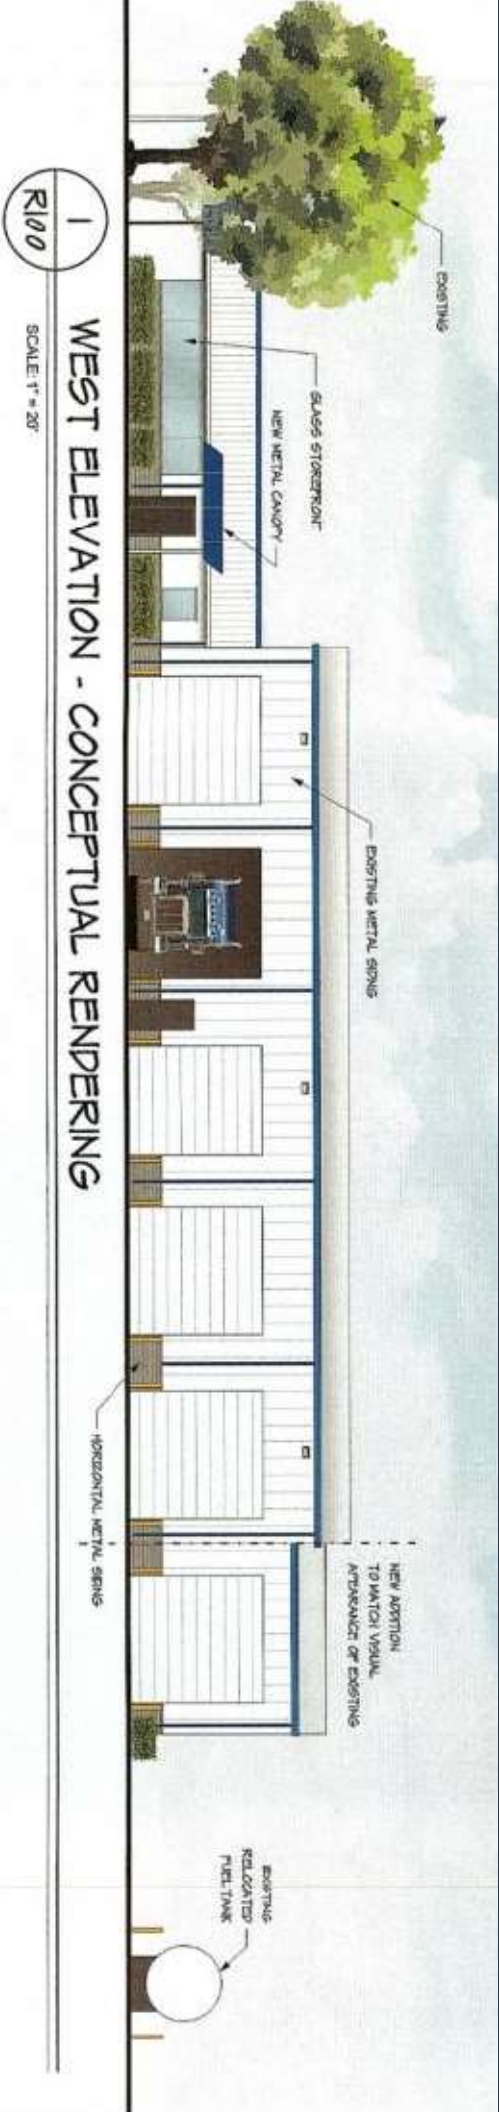 EXISTING
GLASS STOREFRONT
NEW METAL CANOPY
EXISTING METAL SIDING
NEW ADDITION
TO MATCH VISUAL
APPEARANCE OF EXISTING
EXISTING
RELOCATED
FUEL TANK
HORIZONTAL METAL SIDING
1
R100
WEST ELEVATION - CONCEPTUAL RENDERING
SCALE: 1" = 20'